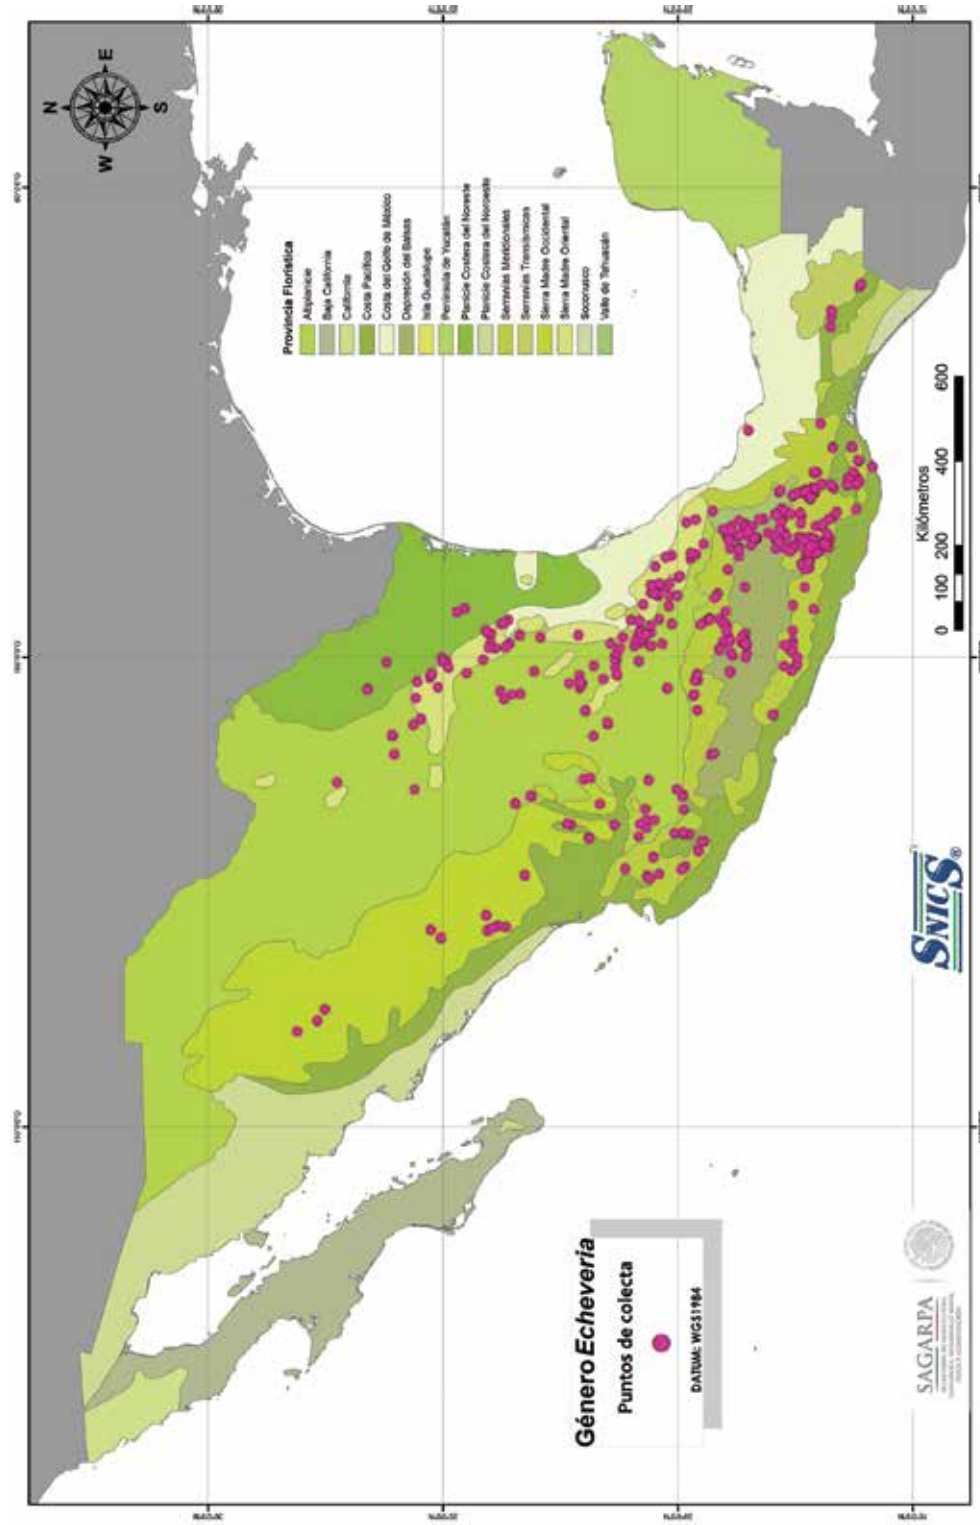 N
W
E
S
Provincia Florística
Altiplanicie
Baja California
California
Costa Pacífica
Costa del Golfo de México
Depresión del Balsas
Isla Guadalupe
Península de Yucatán
Planicie Costera del Noreste
Planicie Costera del Noroeste
Serranías Meridionales
Serranías Transísmicas
Sierra Madre Occidental
Sierra Madre Oriental
Soconusco
Valle de Tehuacán
Kilómetros
0 100 200 400 600
Género Echeveria
Puntos de colecta
DATUM: WGS1984
SAGARPA
SNICS®